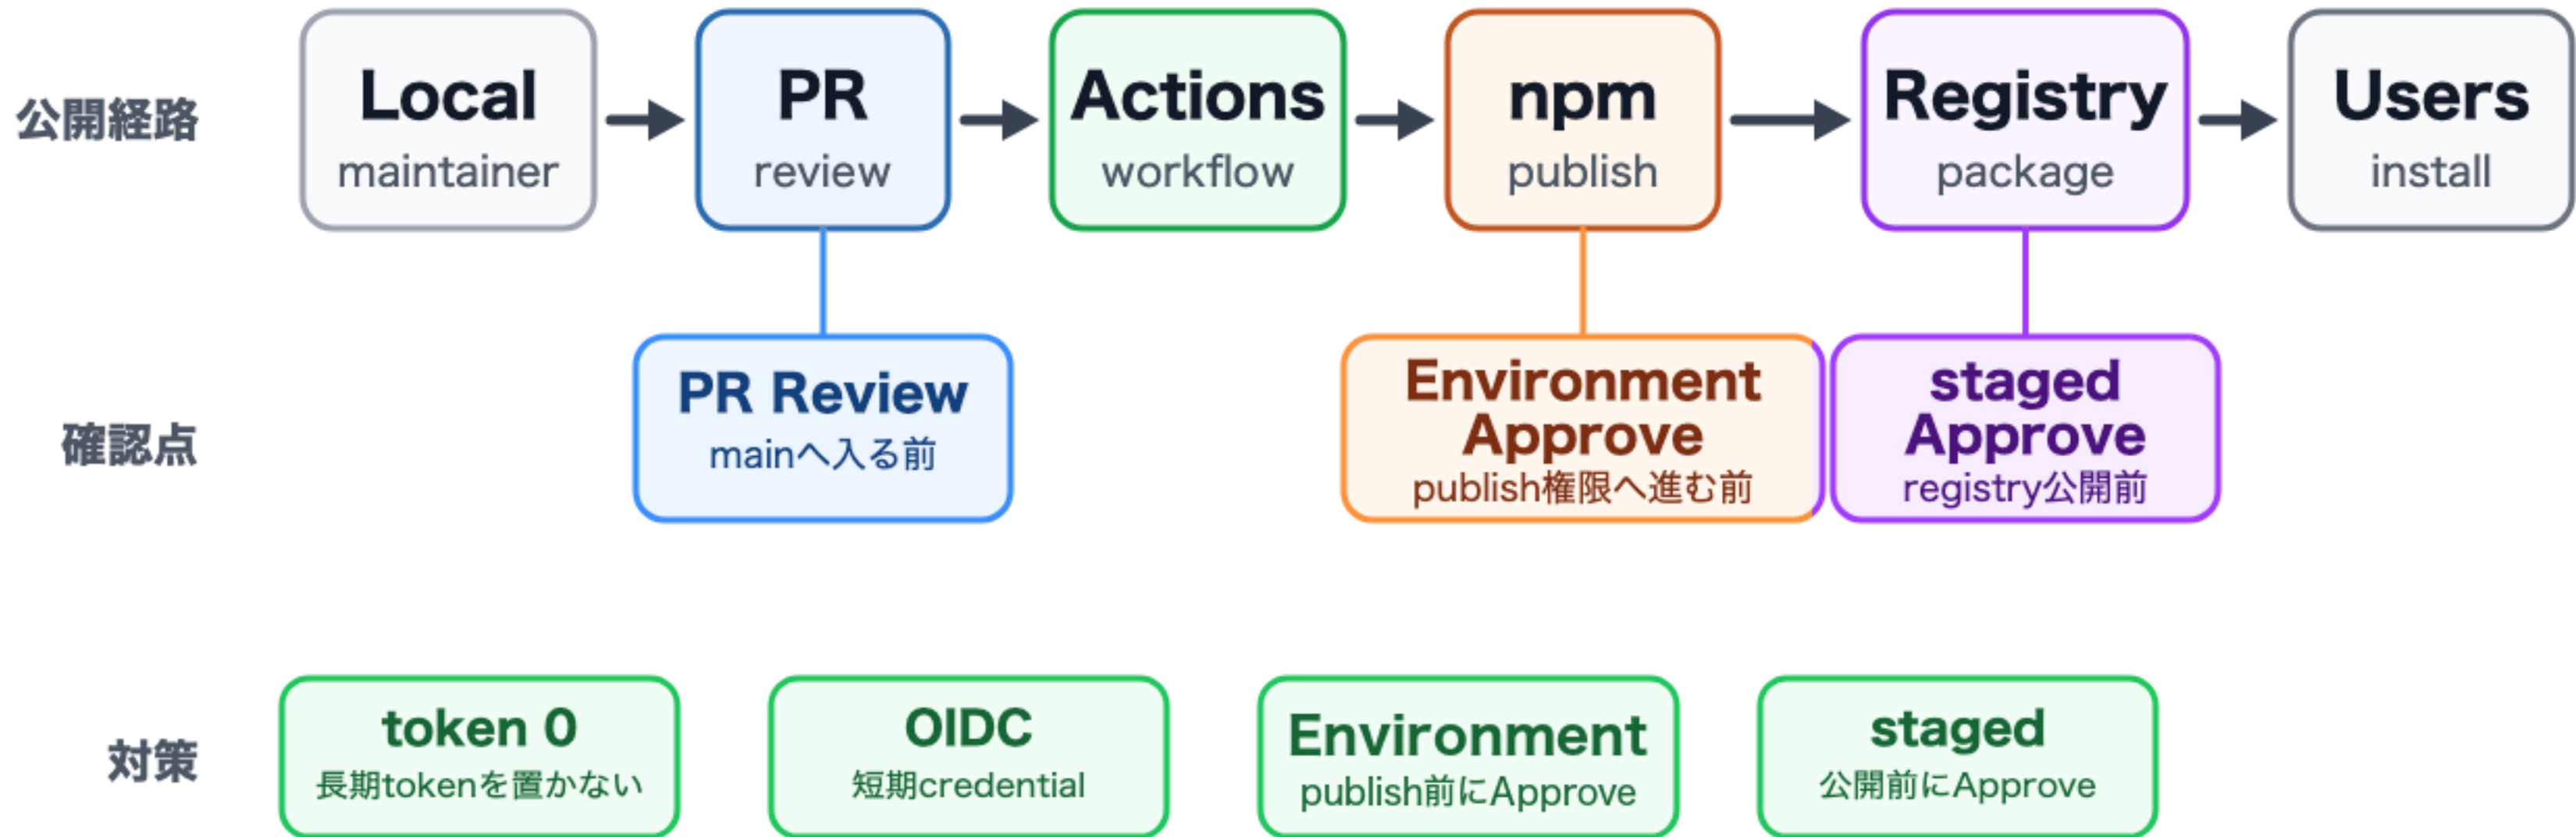 公開経路
Local
maintainer
PR
review
Actions
workflow
npm
publish
Registry
package
Users
install
確認点
PR Review
mainへ入る前
Environment
Approve
publish権限へ進む前
staged
Approve
registry公開前
対策
token 0
長期tokenを置かない
OIDC
短期credential
Environment
publish前にApprove
staged
公開前にApprove